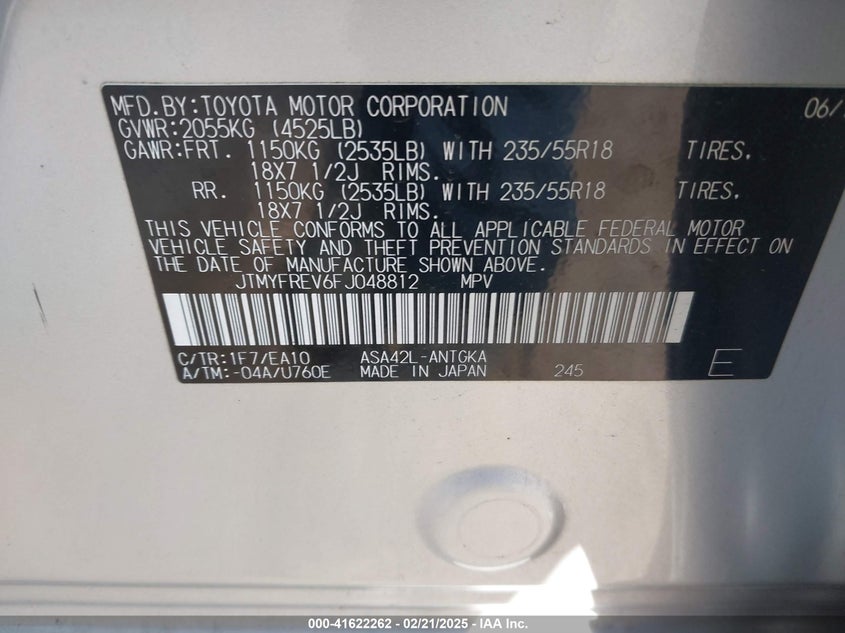 MFD.BY:TOYOTA MOTOR CORPORATION 06/
GVWR:2055KG (4525LB)
GAWR:FRT. 1150KG (2535LB) WITH 235/55R18 TIRES.
18X7 1/2J RIMS.
RR. 1150KG (2535LB) WITH 235/55R18 TIRES.
18X7 1/2J RIMS.
THIS VEHICLE CONFORMS TO ALL APPLICABLE FEDERAL MOTOR
VEHICLE SAFETY AND THEFT PREVENTION STANDARDS IN EFFECT ON
THE DATE OF MANUFACTURE SHOWN ABOVE.
JTMYFREV6FJ048812 MPV
C/TR:1F7/EA10 ASA42L-ANTGKA
A/TM:-04A/U760E MADE IN JAPAN 245 E
000-41622262 - 02/21/2025 - IAA Inc.